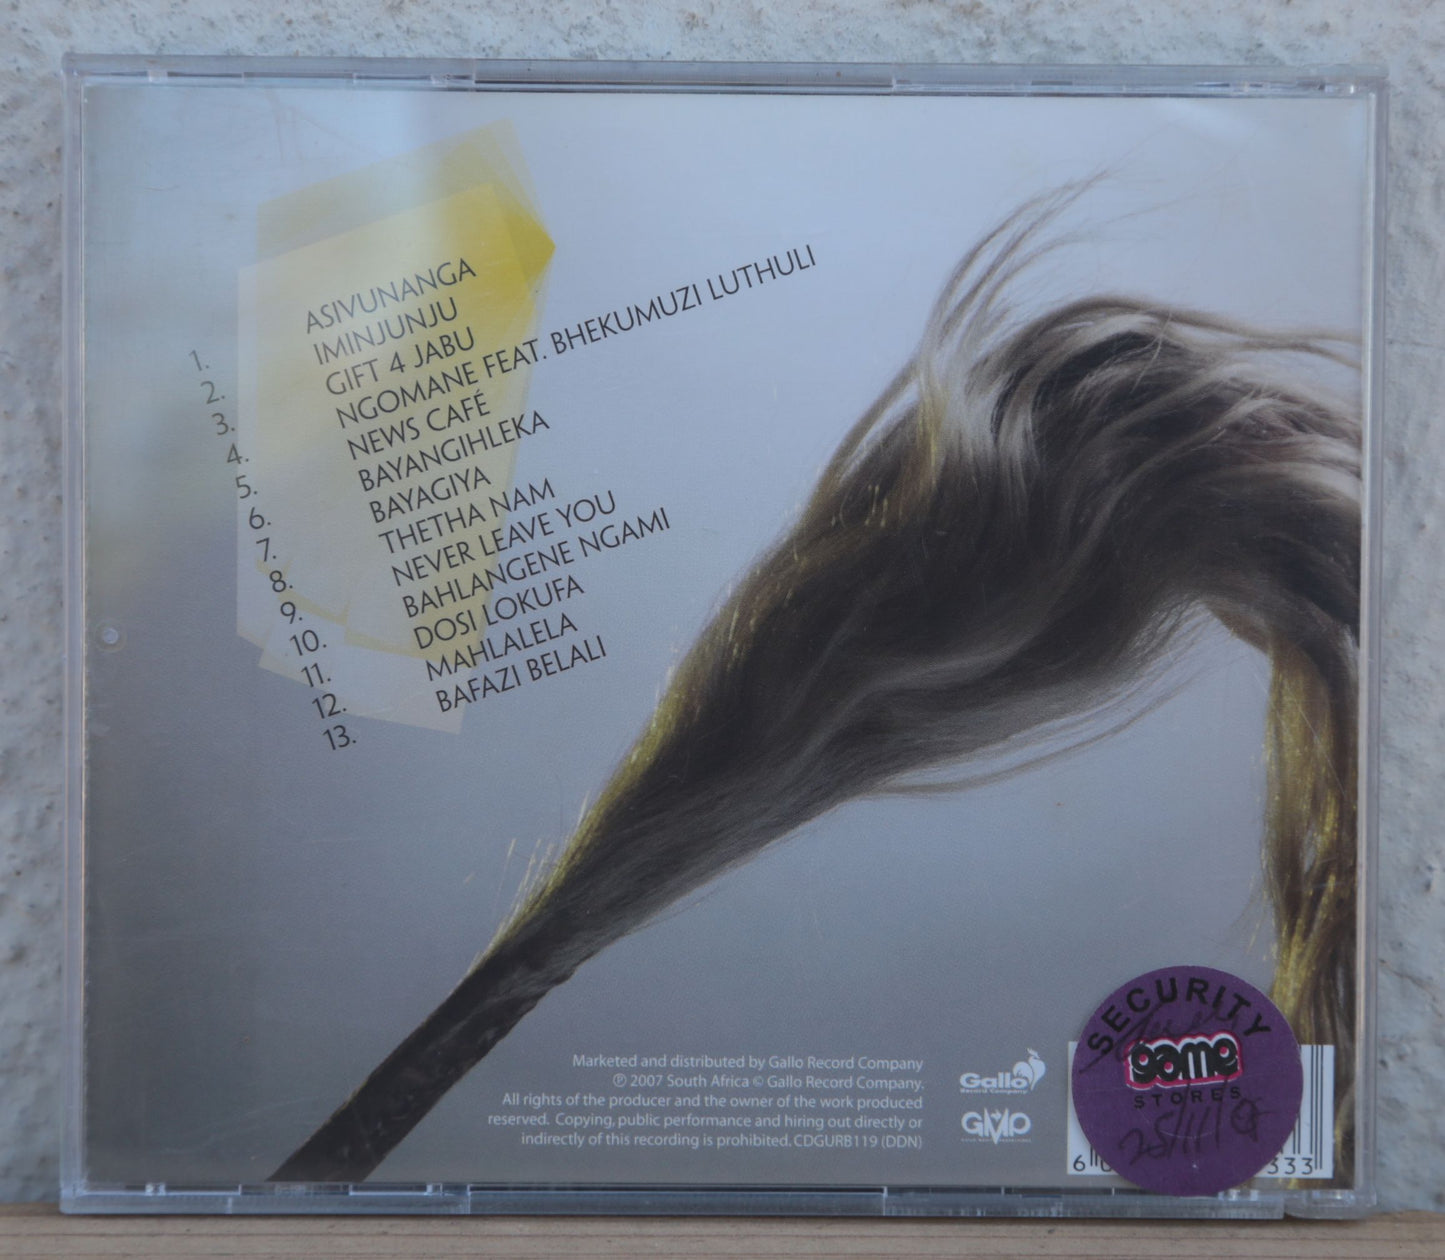 1. ASIVUNANGA
2. IMINJUNJU
3. GIFT 4 JABU
4. NGOMANE FEAT. BHEKUMUZI LUTHULI
5. NEWS CAFÉ
6. BAYANGIHLEKA
7. BAYAGIYA
8. THETHA NAM
9. NEVER LEAVE YOU
10. BAHLANGENE NGAMI
11. DOSI LOKUFA
12. MAHLALELA
13. BAFAZI BELALI
Marketed and distributed by Gallo Record Company
℗ 2007 South Africa © Gallo Record Company.
All rights of the producer and the owner of the work produced
reserved. Copying, public performance and hiring out directly or
indirectly of this recording is prohibited. CDGURB119 (DDN)
Gallo
Record Company
GMP
SECURITY
game
STORES
6
333